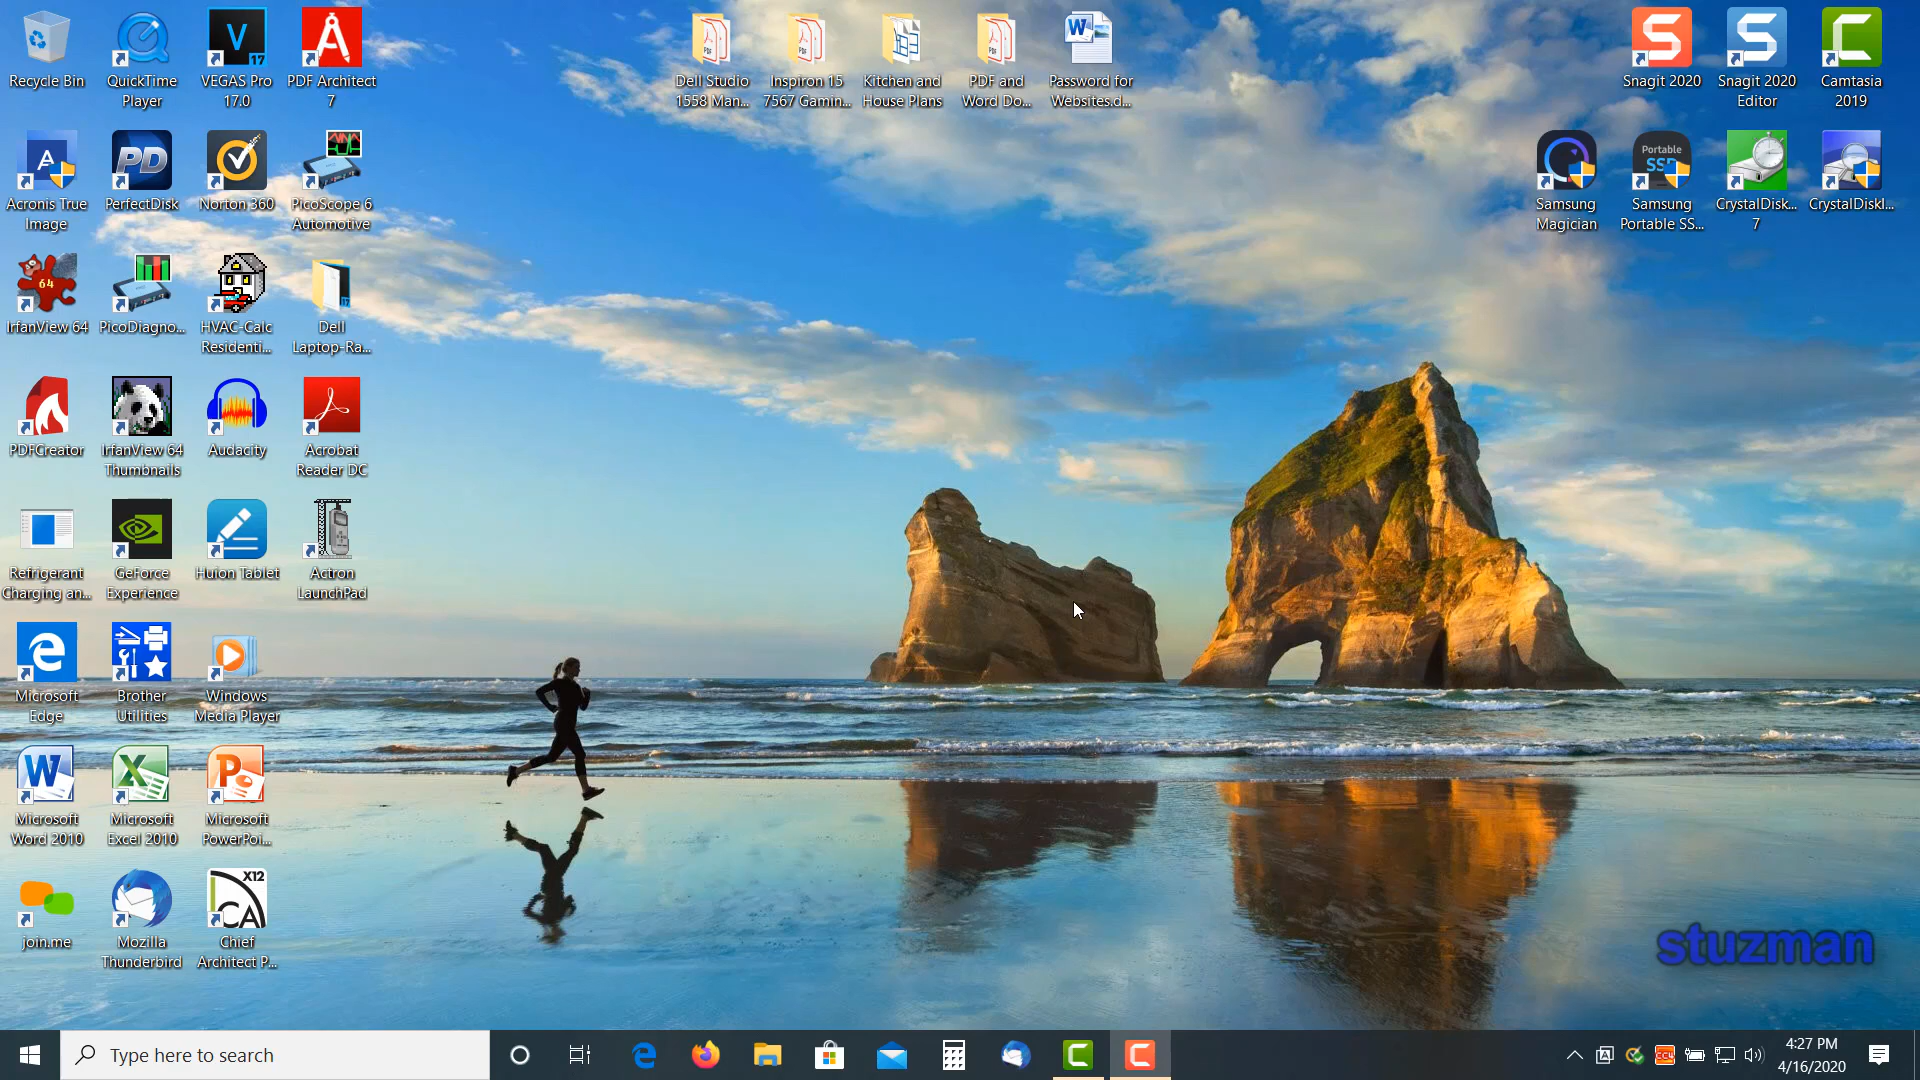 Recycle Bin
QuickTime
Player
VEGAS Pro
17.0
PDF Architect
7
Dell Studio
1558 Man...
Inspiron 15
7567 Gamin...
Kitchen and
House Plans
PDF and
Word Do...
Password for
Websites.d...
Snagit 2020
Snagit 2020
Editor
Camtasia
2019
Acronis True
Image
PerfectDisk
Norton 360
PicoScope 6
Automotive
Portable
SSD
Samsung
Magician
Samsung
Portable SS...
CrystalDisk...
7
CrystalDiskI...
64
IrfanView 64
PicoDiagno...
HVAC-Calc
Residenti...
Dell
Laptop-Ra...
PDFCreator
IrfanView 64
Thumbnails
Audacity
Acrobat
Reader DC
Refrigerant
Charging an...
GeForce
Experience
Huion Tablet
Actron
LaunchPad
Microsoft
Edge
Brother
Utilities
Windows
Media Player
Microsoft
Word 2010
Microsoft
Excel 2010
Microsoft
PowerPoi...
X12
CA
join.me
Mozilla
Thunderbird
Chief
Architect P...
stuzman
Type here to search
4:27 PM
4/16/2020